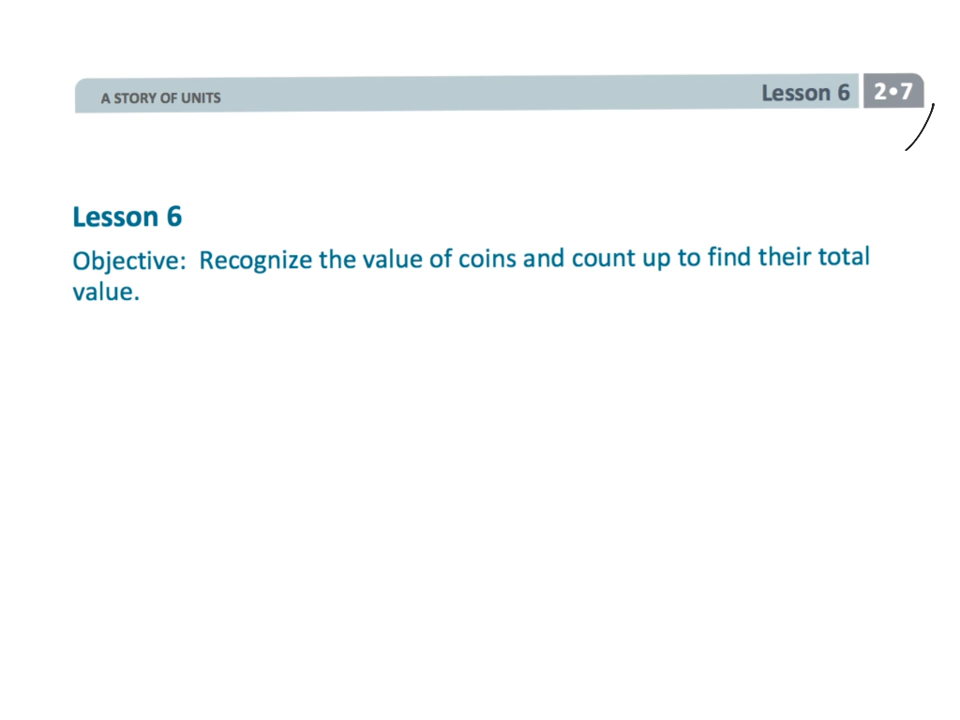 A STORY OF UNITS
Lesson 6
2•7
Lesson 6
Objective: Recognize the value of coins and count up to find their total
value.